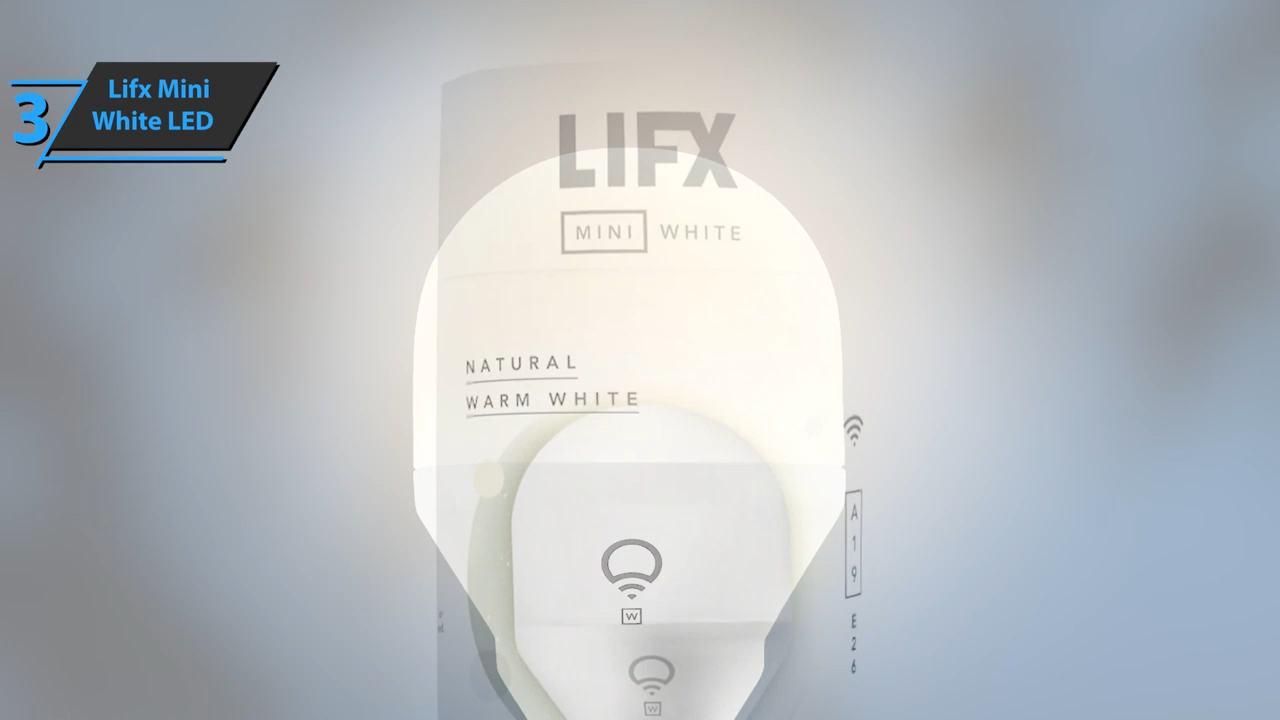 3
Lifx Mini
White LED
LIFX
MINI WHITE
NATURAL
WARM WHITE
W
W
A19
E26